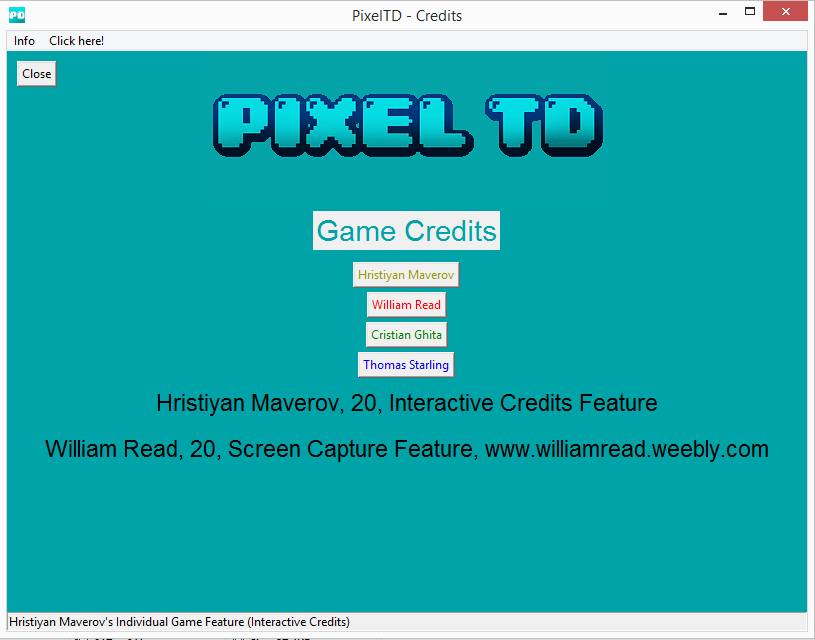 PD
PixelTD - Credits
Info Click here!
Close
PIXEL TD
Game Credits
Hristiyan Maverov
William Read
Cristian Ghita
Thomas Starling
Hristiyan Maverov, 20, Interactive Credits Feature
William Read, 20, Screen Capture Feature, www.williamread.weebly.com
Hristiyan Maverov's Individual Game Feature (Interactive Credits)